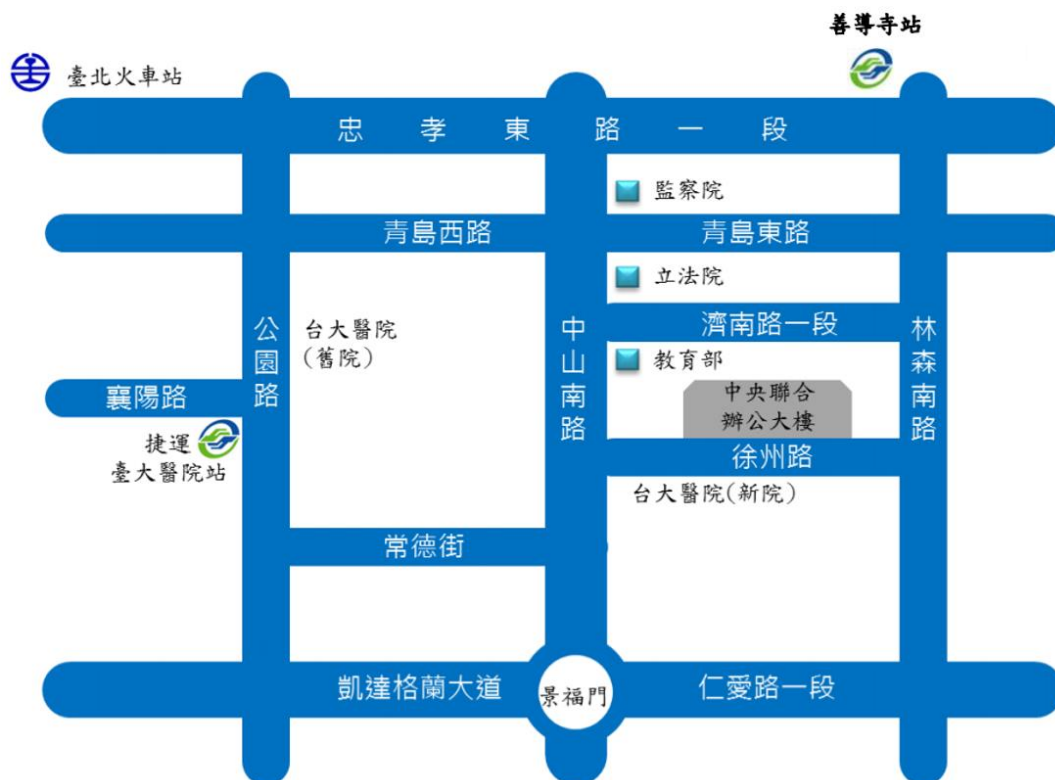 善導寺站
臺北火車站
忠孝東路一段
監察院
青島西路
青島東路
立法院
濟南路一段
公園路
台大醫院
(舊院)
中山南路
教育部
林森南路
襄陽路
中央聯合
辦公大樓
捷運
臺大醫院站
徐州路
台大醫院(新院)
常德街
凱達格蘭大道
景福門
仁愛路一段